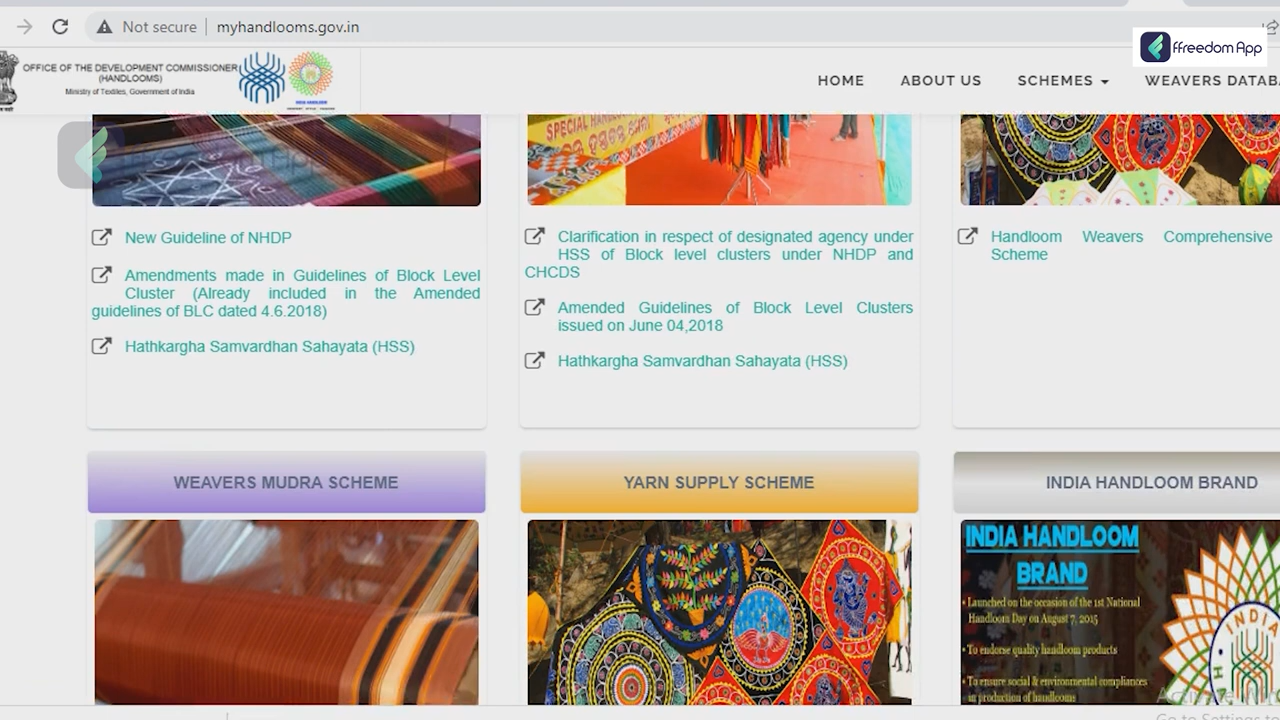 Not secure
myhandlooms.gov.in
ffreedom App
OFFICE OF THE DEVELOPMENT COMMISSIONER
(HANDLOOMS)
Ministry of Textiles, Government of India
HOME
ABOUT US
SCHEMES
WEAVERS DATAB
SPECIAL
New Guideline of NHDP
Amendments made in Guidelines of Block Level
Cluster (Already included in the Amended
guidelines of BLC dated 4.6.2018)
Hathkargha Samvardhan Sahayata (HSS)
Clarification in respect of designated agency under
HSS of Block level clusters under NHDP and
CHCDS
Amended Guidelines of Block Level Clusters
issued on June 04,2018
Hathkargha Samvardhan Sahayata (HSS)
Handloom Weavers Comprehensive
Scheme
WEAVERS MUDRA SCHEME
YARN SUPPLY SCHEME
INDIA HANDLOOM BRAND
INDIA HANDLOOM
BRAND
• Launched on the occasion of the 1st National
Handloom Day on August 7, 2015
• To endorse quality handloom products
• To ensure social & environmental compliances
in production of handlooms
INDIA